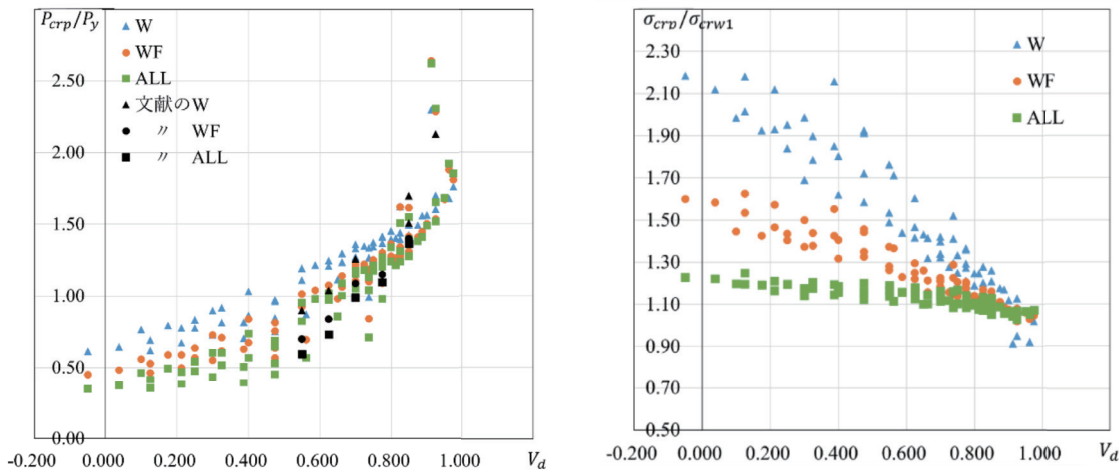 P_crp/P_y
W
WF
ALL
文献のW
〃 WF
〃 ALL
2.50
2.00
1.50
1.00
0.50
0.00
-0.200 0.000 0.200 0.400 0.600 0.800 1.000 V_d
σ_crp/σ_crw1
2.30
W
2.10
WF
1.90
ALL
1.70
1.50
1.30
1.10
0.90
0.70
0.50
-0.200 0.000 0.200 0.400 0.600 0.800 1.000 V_d